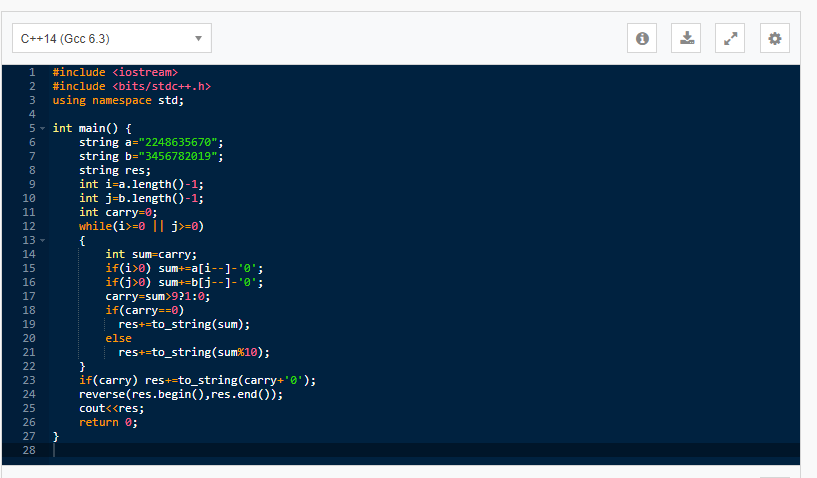 C++14 (Gcc 6.3)
1 #include <iostream>
2 #include <bits/stdc++.h>
3 using namespace std;
4
5 int main() {
6     string a="2248635670";
7     string b="3456782019";
8     string res;
9     int i=a.length()-1;
10     int j=b.length()-1;
11     int carry=0;
12     while(i>=0 || j>=0)
13     {
14         int sum=carry;
15         if(i>0) sum+=a[i--]-'0';
16         if(j>0) sum+=b[j--]-'0';
17         carry=sum>9?1:0;
18         if(carry==0)
19           res+=to_string(sum);
20         else
21           res+=to_string(sum%10);
22     }
23     if(carry) res+=to_string(carry+'0');
24     reverse(res.begin(),res.end());
25     cout<<res;
26     return 0;
27 }
28